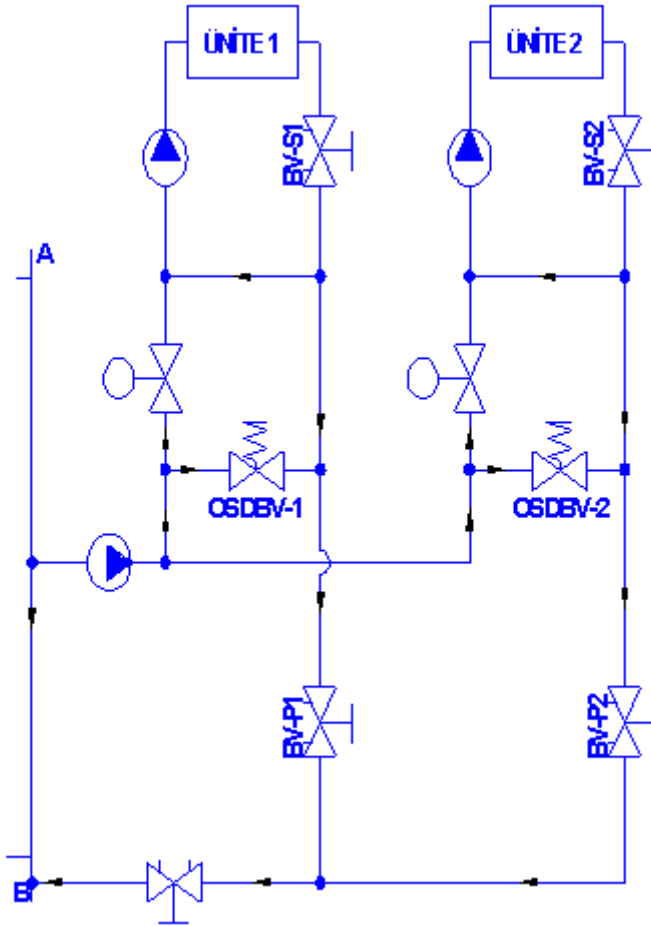 ÜNİTE 1
ÜNİTE 2
BV-S1
BV-S2
A
OSDBV-1
OSDBV-2
BV-P1
BV-P2
B